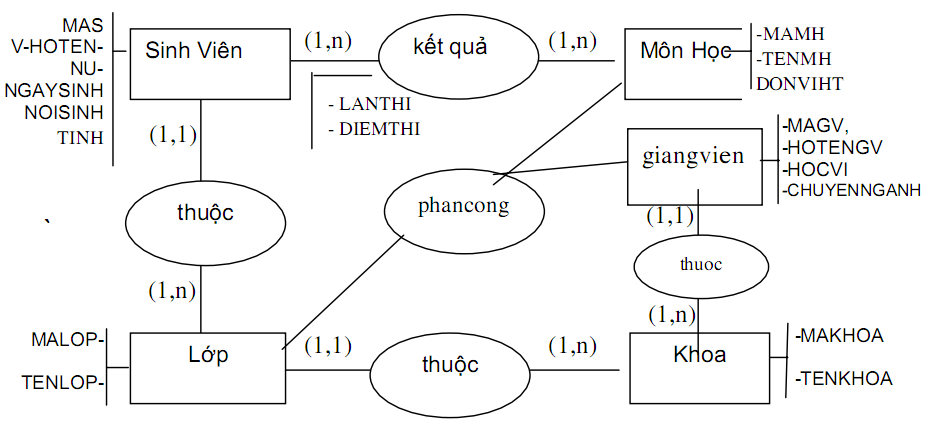 MAS
V-HOTEN-
NU-
NGAYSINH
NOISINH
TINH
Sinh Viên
(1,n)
kết quả
(1,n)
Môn Học
-MAMH
-TENMH
DONVIHT
- LANTHI
- DIEMTHI
(1,1)
giangvien
-MAGV,
-HOTENGV
-HOCVI
-CHUYENNGANH
thuộc
phancong
(1,1)
thuoc
`
(1,n)
(1,n)
MALOP-
TENLOP-
Lớp
(1,1)
thuộc
(1,n)
Khoa
-MAKHOA
-TENKHOA